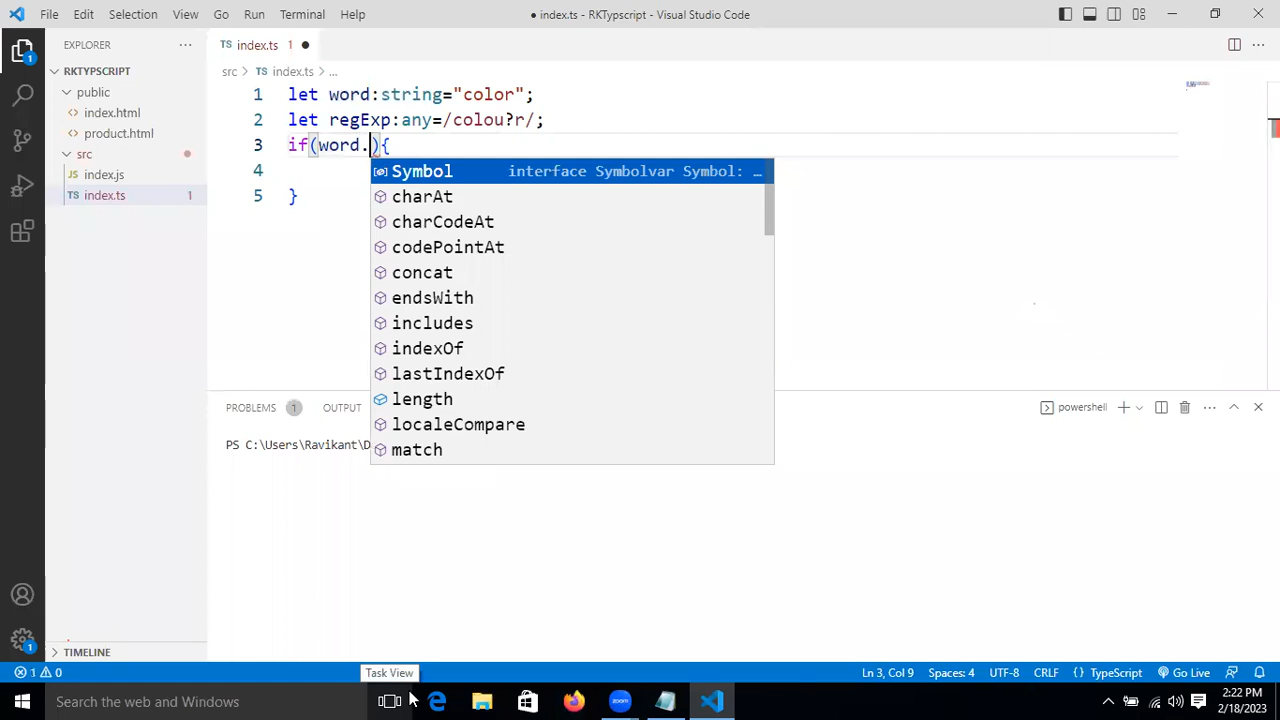 File Edit Selection View Go Run Terminal Help
● index.ts - RKTypscript - Visual Studio Code
EXPLORER
TS index.ts 1 ●
RKTYPSCRIPT
src > TS index.ts > ...
public
index.html
product.html
src
JS index.js
TS index.ts 1
1 let word:string="color";
2 let regExp:any=/colou?r/;
3 if(word.){
4
5 }
Symbol interface Symbolvar Symbol: …
charAt
charCodeAt
codePointAt
concat
endsWith
includes
indexOf
lastIndexOf
length
localeCompare
match
PROBLEMS 1 OUTPUT
powershell
PS C:\Users\Ravikant\D
TIMELINE
1
1
1 0
Task View
Ln 3, Col 9 Spaces: 4 UTF-8 CRLF {} TypeScript Go Live
Search the web and Windows
zoom
2:22 PM
2/18/2023